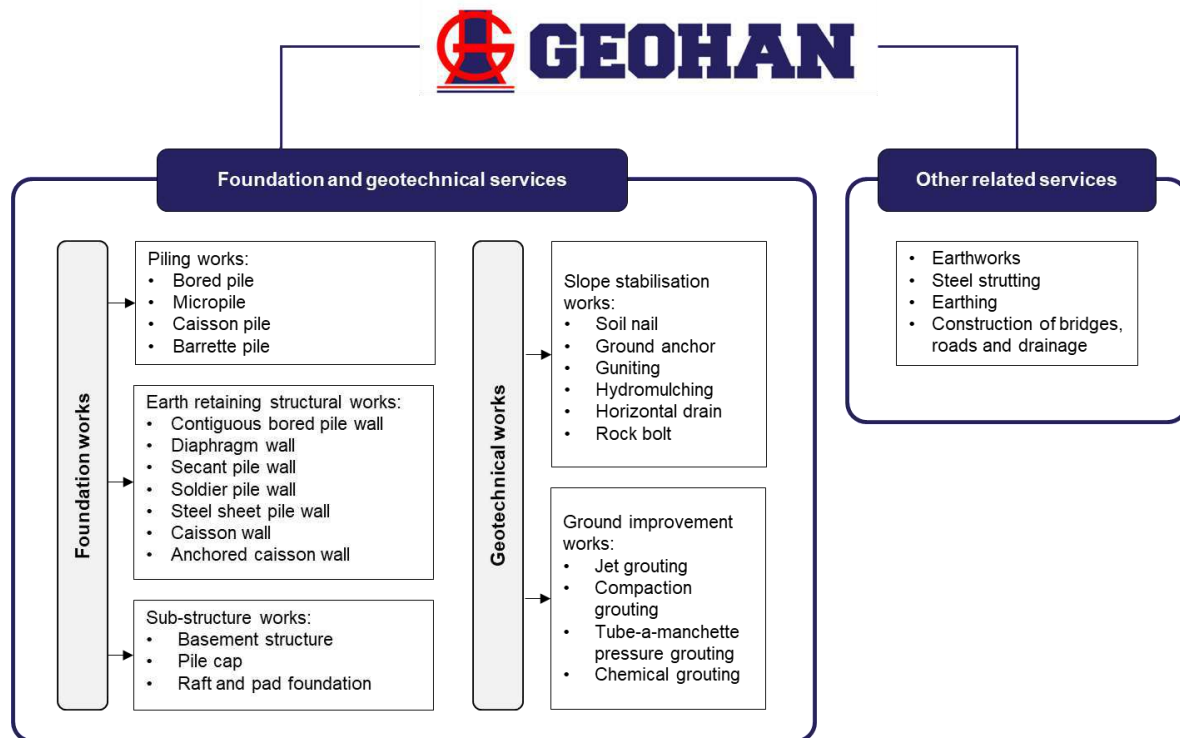 GEOHAN
Foundation and geotechnical services
Foundation works
Piling works:
• Bored pile
• Micropile
• Caisson pile
• Barrette pile
Earth retaining structural works:
• Contiguous bored pile wall
• Diaphragm wall
• Secant pile wall
• Soldier pile wall
• Steel sheet pile wall
• Caisson wall
• Anchored caisson wall
Sub-structure works:
• Basement structure
• Pile cap
• Raft and pad foundation
Geotechnical works
Slope stabilisation
works:
• Soil nail
• Ground anchor
• Guniting
• Hydromulching
• Horizontal drain
• Rock bolt
Ground improvement
works:
• Jet grouting
• Compaction
grouting
• Tube-a-manchette
pressure grouting
• Chemical grouting
Other related services
• Earthworks
• Steel strutting
• Earthing
• Construction of bridges,
roads and drainage